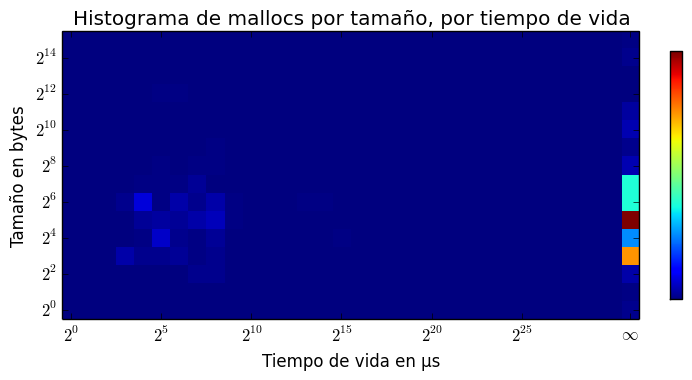 Histograma de mallocs por tamaño, por tiempo de vida
Tamaño en bytes
2^14
2^12
2^10
2^8
2^6
2^4
2^2
2^0
2^0 2^5 2^10 2^15 2^20 2^25 ∞
Tiempo de vida en µs